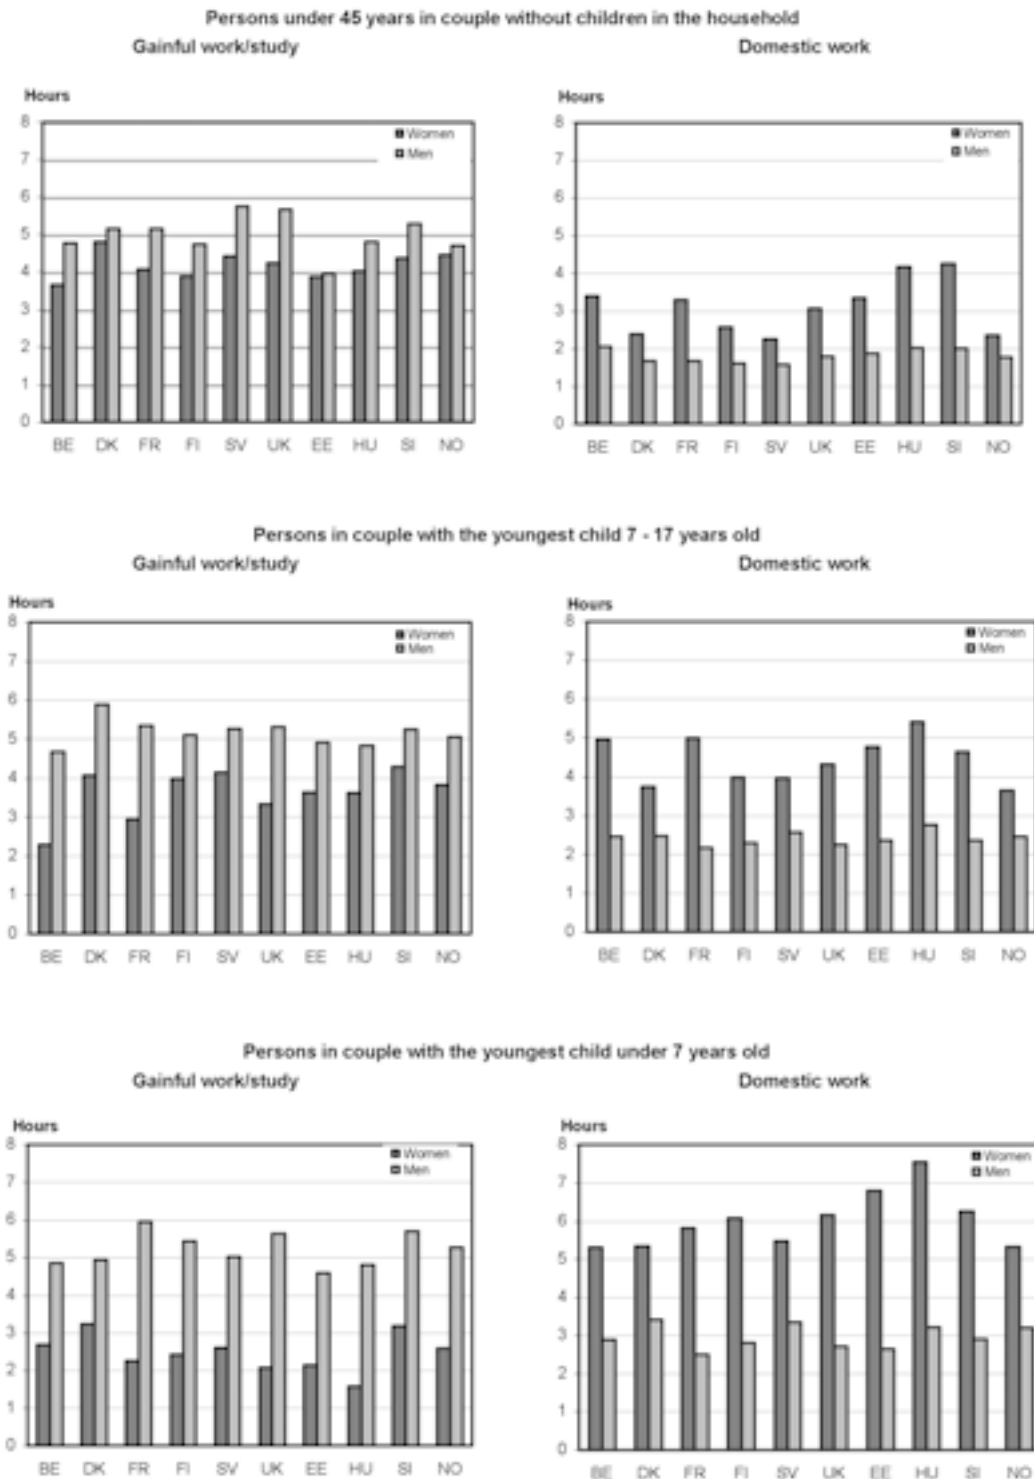 Persons under 45 years in couple without children in the household
Gainful work/study
Domestic work
Hours
8
7
6
5
4
3
2
1
0
Women
Men
BE DK FR FI SV UK EE HU SI NO
Hours
8
7
6
5
4
3
2
1
0
Women
Men
BE DK FR FI SV UK EE HU SI NO
Persons in couple with the youngest child 7 - 17 years old
Gainful work/study
Domestic work
Hours
8
7
6
5
4
3
2
1
0
Women
Men
BE DK FR FI SV UK EE HU SI NO
Hours
8
7
6
5
4
3
2
1
0
Women
Men
BE DK FR FI SV UK EE HU SI NO
Persons in couple with the youngest child under 7 years old
Gainful work/study
Domestic work
Hours
8
7
6
5
4
3
2
1
0
Women
Men
BE DK FR FI SV UK EE HU SI NO
Hours
8
7
6
5
4
3
2
1
0
Women
Men
BE DK FR FI SV UK EE HU SI NO